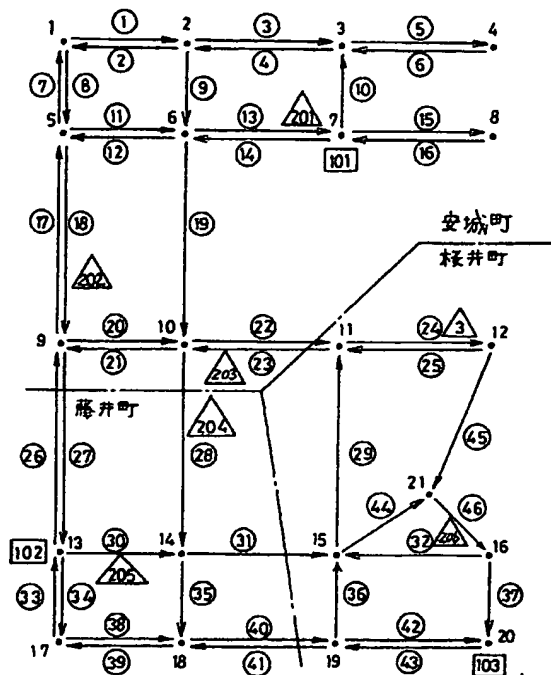 1 ① 2 ③ 3 ⑤ 4
② ④ ⑥
⑦ ⑧ ⑨ ⑩
5 ⑪ 6 ⑬ 201 7 ⑮ 8
⑫ ⑭ 101 ⑯
⑰ ⑱ ⑲
安城町
桜井町
202
9 ⑳ 10 ㉒ 11 ㉔ 3 12
㉑ 203 ㉓ ㉕
藤井町
204
㉖ ㉗ ㉘ ㉙ ㊺
21
㊹ ㊻
102 13 ㉚ 14 ㉛ 15 ㉜ 16
205
㉝ ㉞ ㉟ ㊱ ㊲
17 ㊳ 18 ㊵ 19 ㊷ 20
㊴ ㊶ ㊸ 103